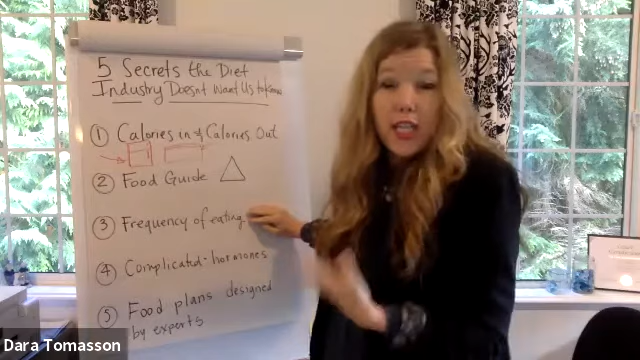 5 Secrets the Diet
Industry Doesnt Want Us to Know
① Calories in & Calories Out
② Food Guide
③ Frequency of eating
④ Complicated - hormones
⑤ Food plans designed
by experts
Dara Tomasson